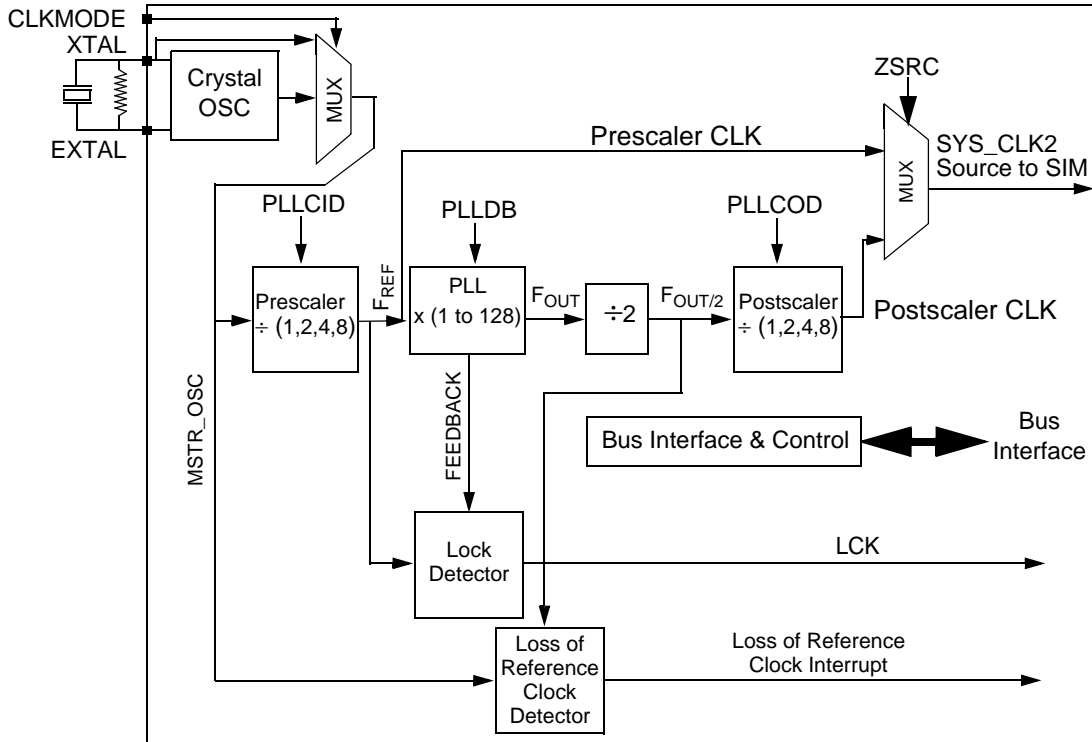 CLKMODE
XTAL
EXTAL
Crystal
OSC
MUX
ZSRC
Prescaler CLK
MUX
SYS_CLK2
Source to SIM
PLLCID
PLLDB
PLLCOD
Prescaler
÷ (1,2,4,8)
FREF
PLL
x (1 to 128)
FOUT
÷2
FOUT/2
Postscaler
÷ (1,2,4,8)
Postscaler CLK
MSTR_OSC
FEEDBACK
Bus Interface & Control
Bus
Interface
Lock
Detector
LCK
Loss of
Reference
Clock
Detector
Loss of Reference
Clock Interrupt